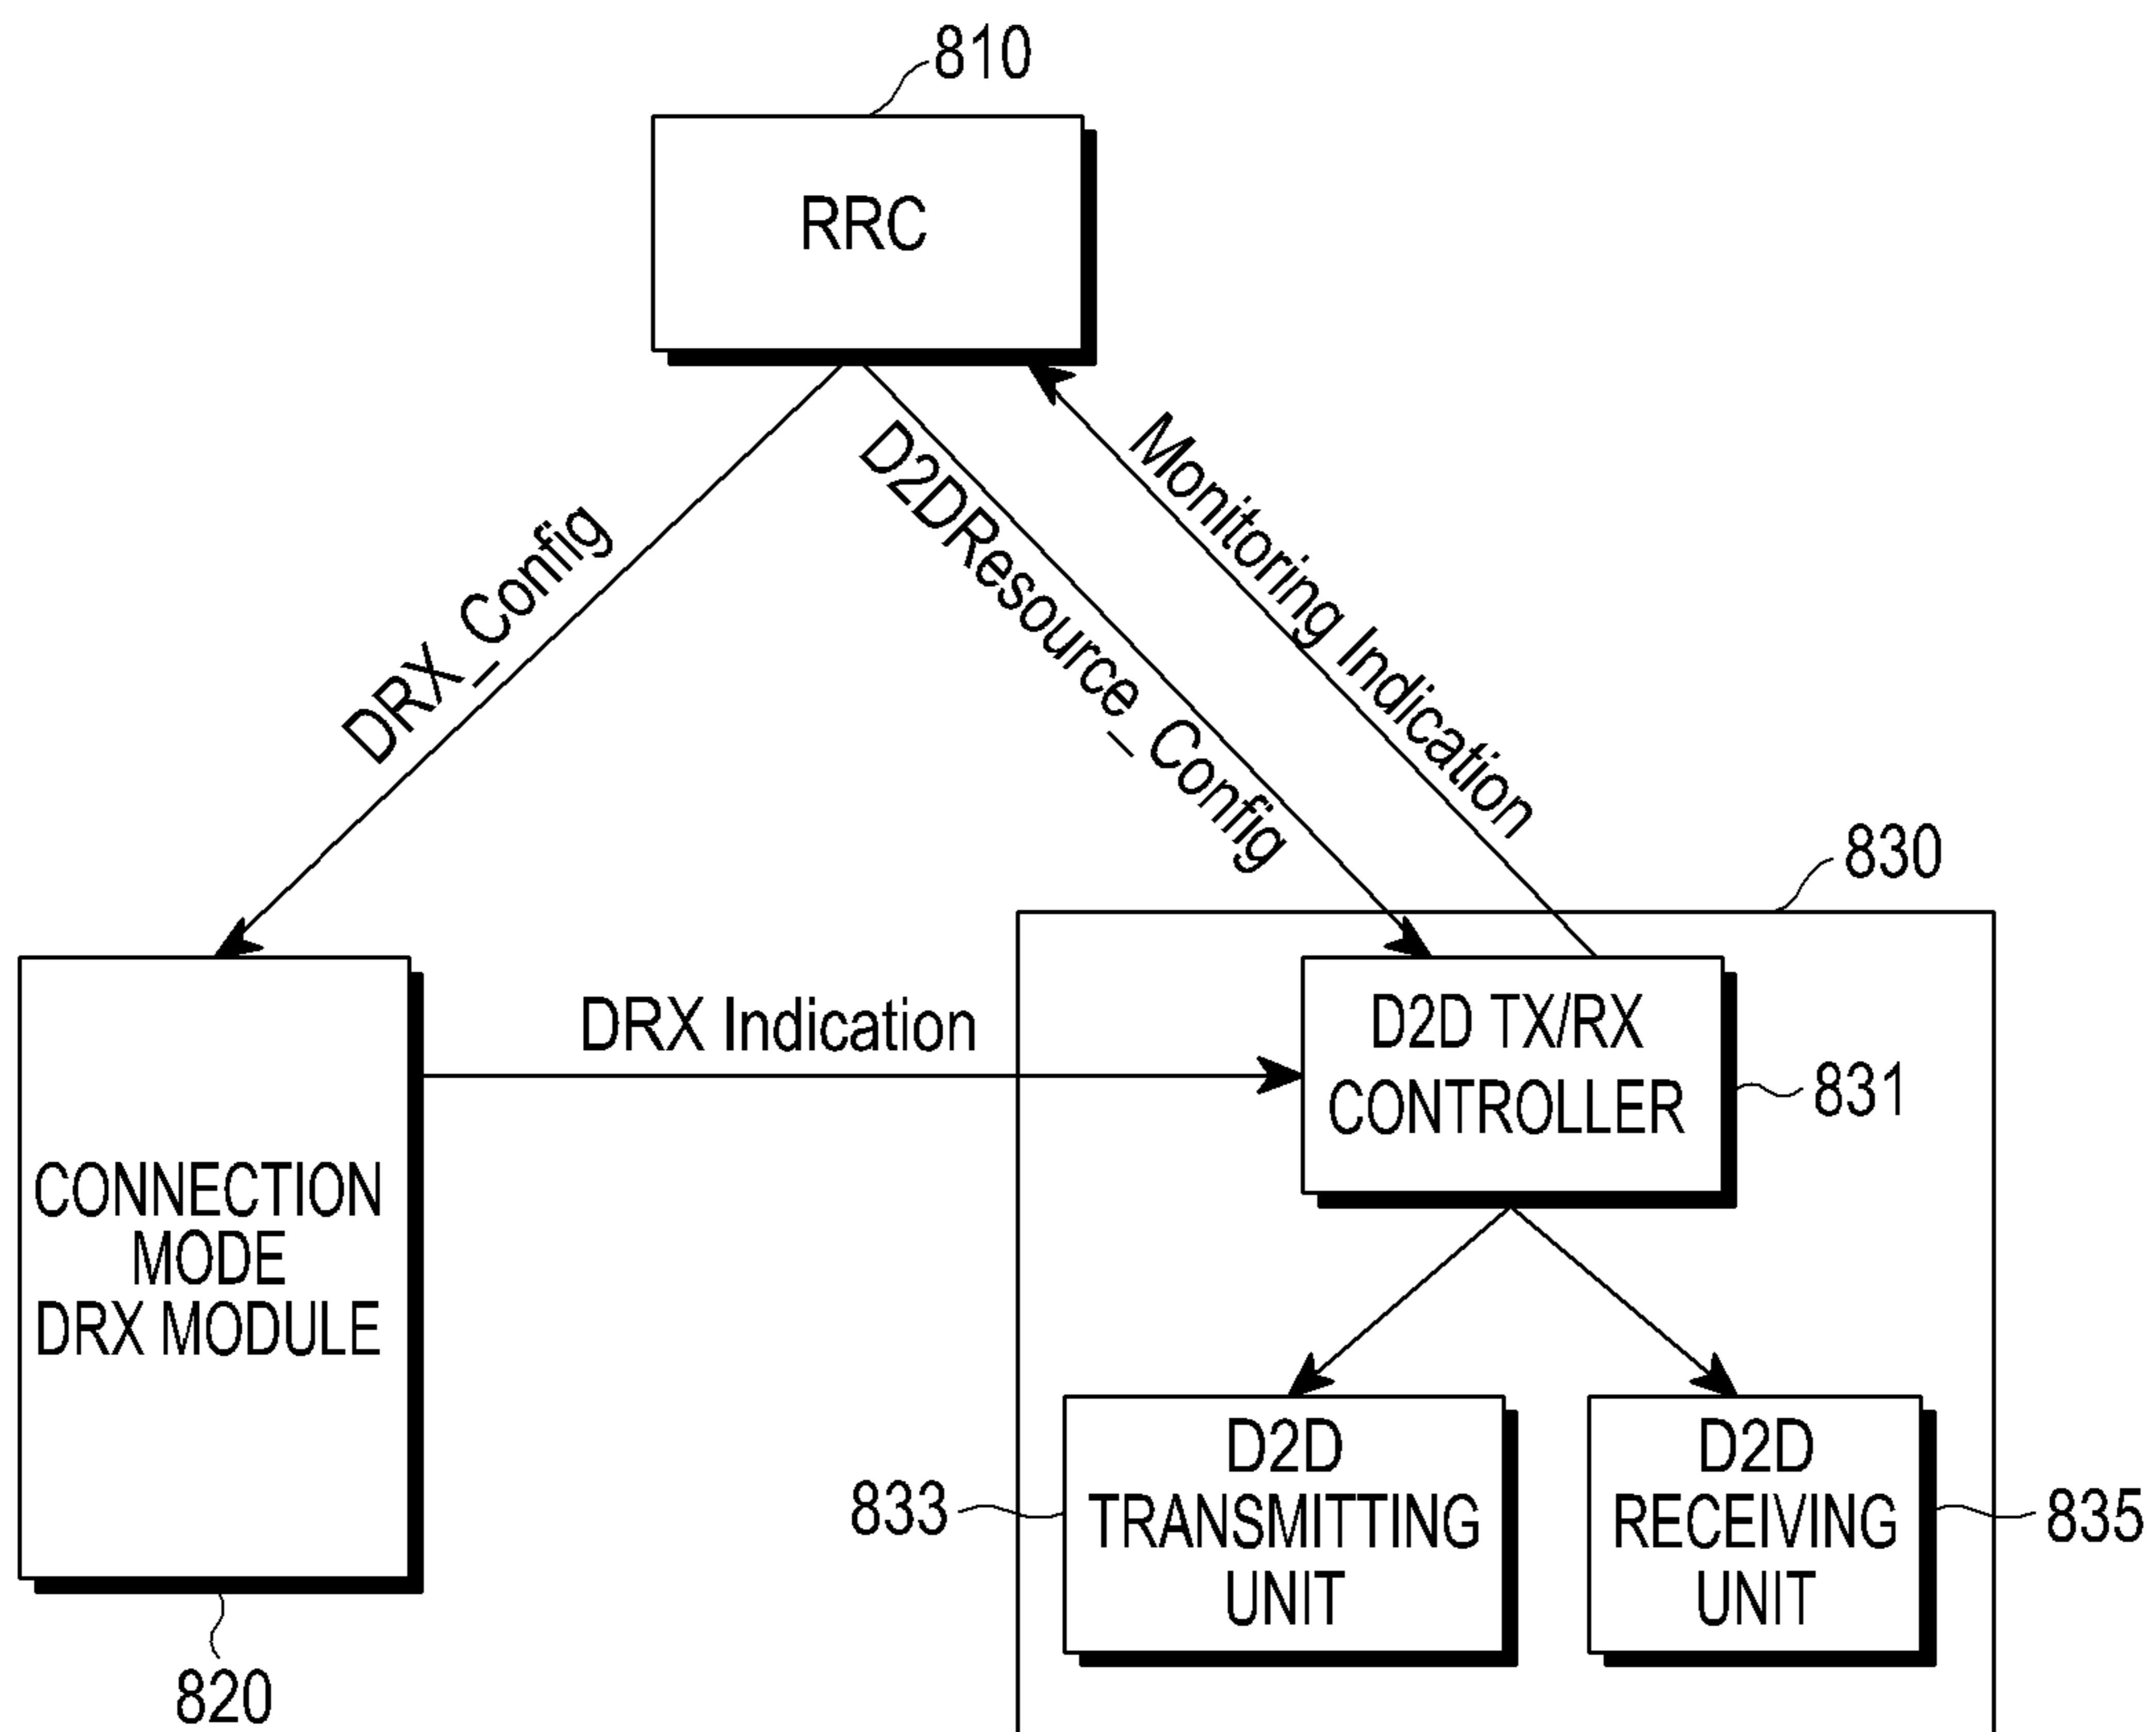 810
RRC
DRX_Config
D2DResource_Config
Monitoring Indication
830
DRX Indication
D2D TX/RX
CONTROLLER
831
CONNECTION
MODE
DRX MODULE
820
D2D
TRANSMITTING
UNIT
833
D2D
RECEIVING
UNIT
835